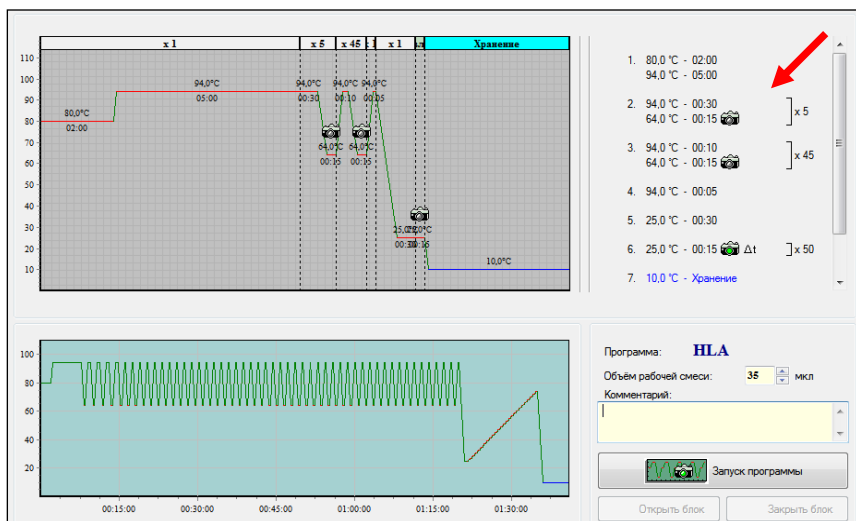 x 1
x 5
x 45
x 1
Хранение
110
100
90
80
70
60
50
40
30
20
10
80,0°C
02:00
94,0°C
05:00
94,0°C
00:30
64,0°C
00:15
94,0°C
00:10
64,0°C
00:15
94,0°C
00:05
10,0°C
1. 80,0 °C - 02:00
94,0 °C - 05:00
2. 94,0 °C - 00:30
64,0 °C - 00:15
x 5
3. 94,0 °C - 00:10
64,0 °C - 00:15
x 45
4. 94,0 °C - 00:05
5. 25,0 °C - 00:30
6. 25,0 °C - 00:15 Δt
x 50
7. 10,0 °C - Хранение
100
80
60
40
20
00:15:00
00:30:00
00:45:00
01:00:00
01:15:00
01:30:00
Программа: HLA
Объём рабочей смеси: 35 мкл
Комментарий:
Запуск программы
Открыть блок
Закрыть блок